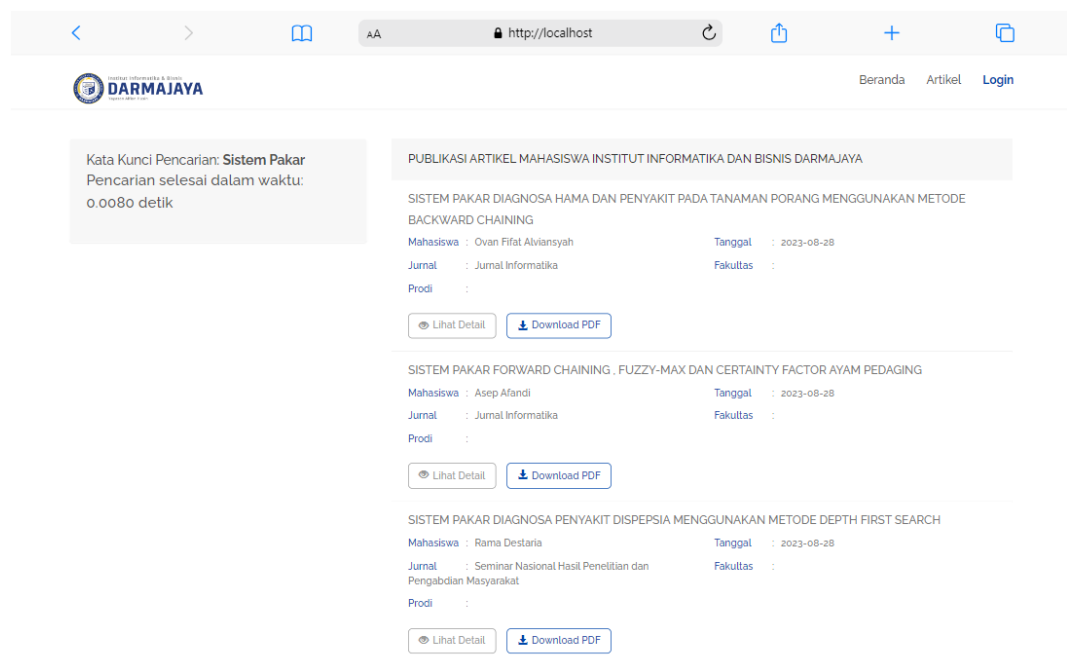 AA http://localhost
Institut Informatika & Bisnis
DARMAJAYA
Beranda Artikel Login
Kata Kunci Pencarian: Sistem Pakar
Pencarian selesai dalam waktu:
0.0080 detik
PUBLIKASI ARTIKEL MAHASISWA INSTITUT INFORMATIKA DAN BISNIS DARMAJAYA
SISTEM PAKAR DIAGNOSA HAMA DAN PENYAKIT PADA TANAMAN PORANG MENGGUNAKAN METODE
BACKWARD CHAINING
Mahasiswa : Ovan Fifat Alviansyah Tanggal : 2023-08-28
Jurnal : Jurnal Informatika Fakultas :
Prodi :
Lihat Detail Download PDF
SISTEM PAKAR FORWARD CHAINING , FUZZY-MAX DAN CERTAINTY FACTOR AYAM PEDAGING
Mahasiswa : Asep Afandi Tanggal : 2023-08-28
Jurnal : Jurnal Informatika Fakultas :
Prodi :
Lihat Detail Download PDF
SISTEM PAKAR DIAGNOSA PENYAKIT DISPEPSIA MENGGUNAKAN METODE DEPTH FIRST SEARCH
Mahasiswa : Rama Destaria Tanggal : 2023-08-28
Jurnal : Seminar Nasional Hasil Penelitian dan Fakultas :
Pengabdian Masyarakat
Prodi :
Lihat Detail Download PDF